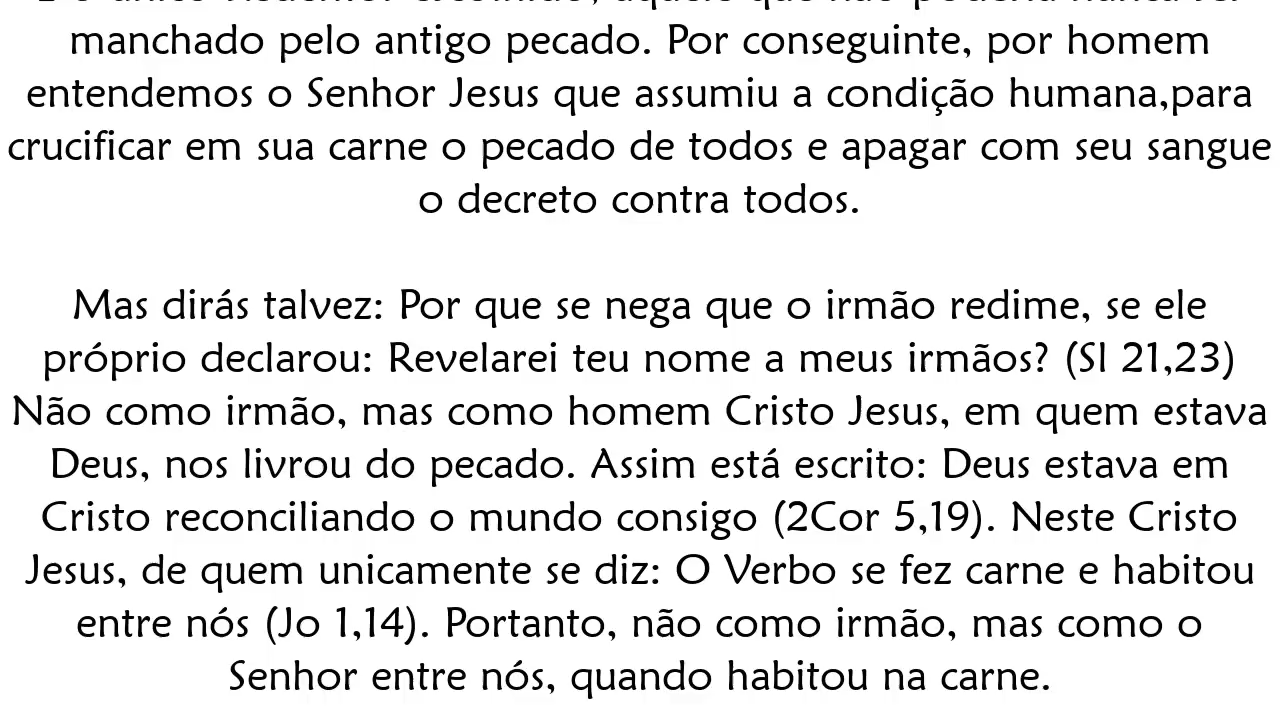 manchado pelo antigo pecado. Por conseguinte, por homem
entendemos o Senhor Jesus que assumiu a condição humana,para
crucificar em sua carne o pecado de todos e apagar com seu sangue
o decreto contra todos.
Mas dirás talvez: Por que se nega que o irmão redime, se ele
próprio declarou: Revelarei teu nome a meus irmãos? (Sl 21,23)
Não como irmão, mas como homem Cristo Jesus, em quem estava
Deus, nos livrou do pecado. Assim está escrito: Deus estava em
Cristo reconciliando o mundo consigo (2Cor 5,19). Neste Cristo
Jesus, de quem unicamente se diz: O Verbo se fez carne e habitou
entre nós (Jo 1,14). Portanto, não como irmão, mas como o
Senhor entre nós, quando habitou na carne.